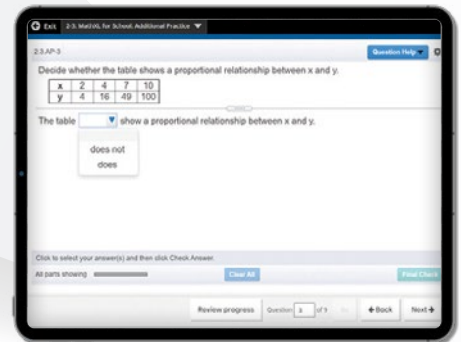 Exit 2-3: MathXL for School: Additional Practice
2.3.AP-3
Question Help
Decide whether the table shows a proportional relationship between x and y.
x 2 4 7 10
y 4 16 49 100
The table show a proportional relationship between x and y.
does not
does
Click to select your answer(s) and then click Check Answer.
All parts showing
Clear All
Final Check
Review progress
Question 3 of 9
Back
Next